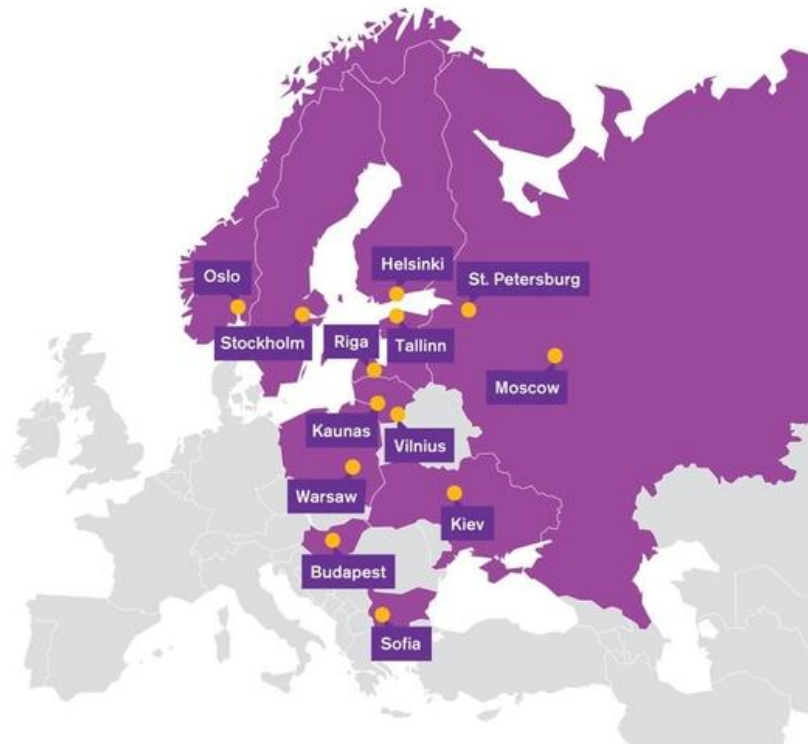 Oslo
Helsinki
St. Petersburg
Stockholm
Riga
Tallinn
Moscow
Kaunas
Vilnius
Warsaw
Kiev
Budapest
Sofia